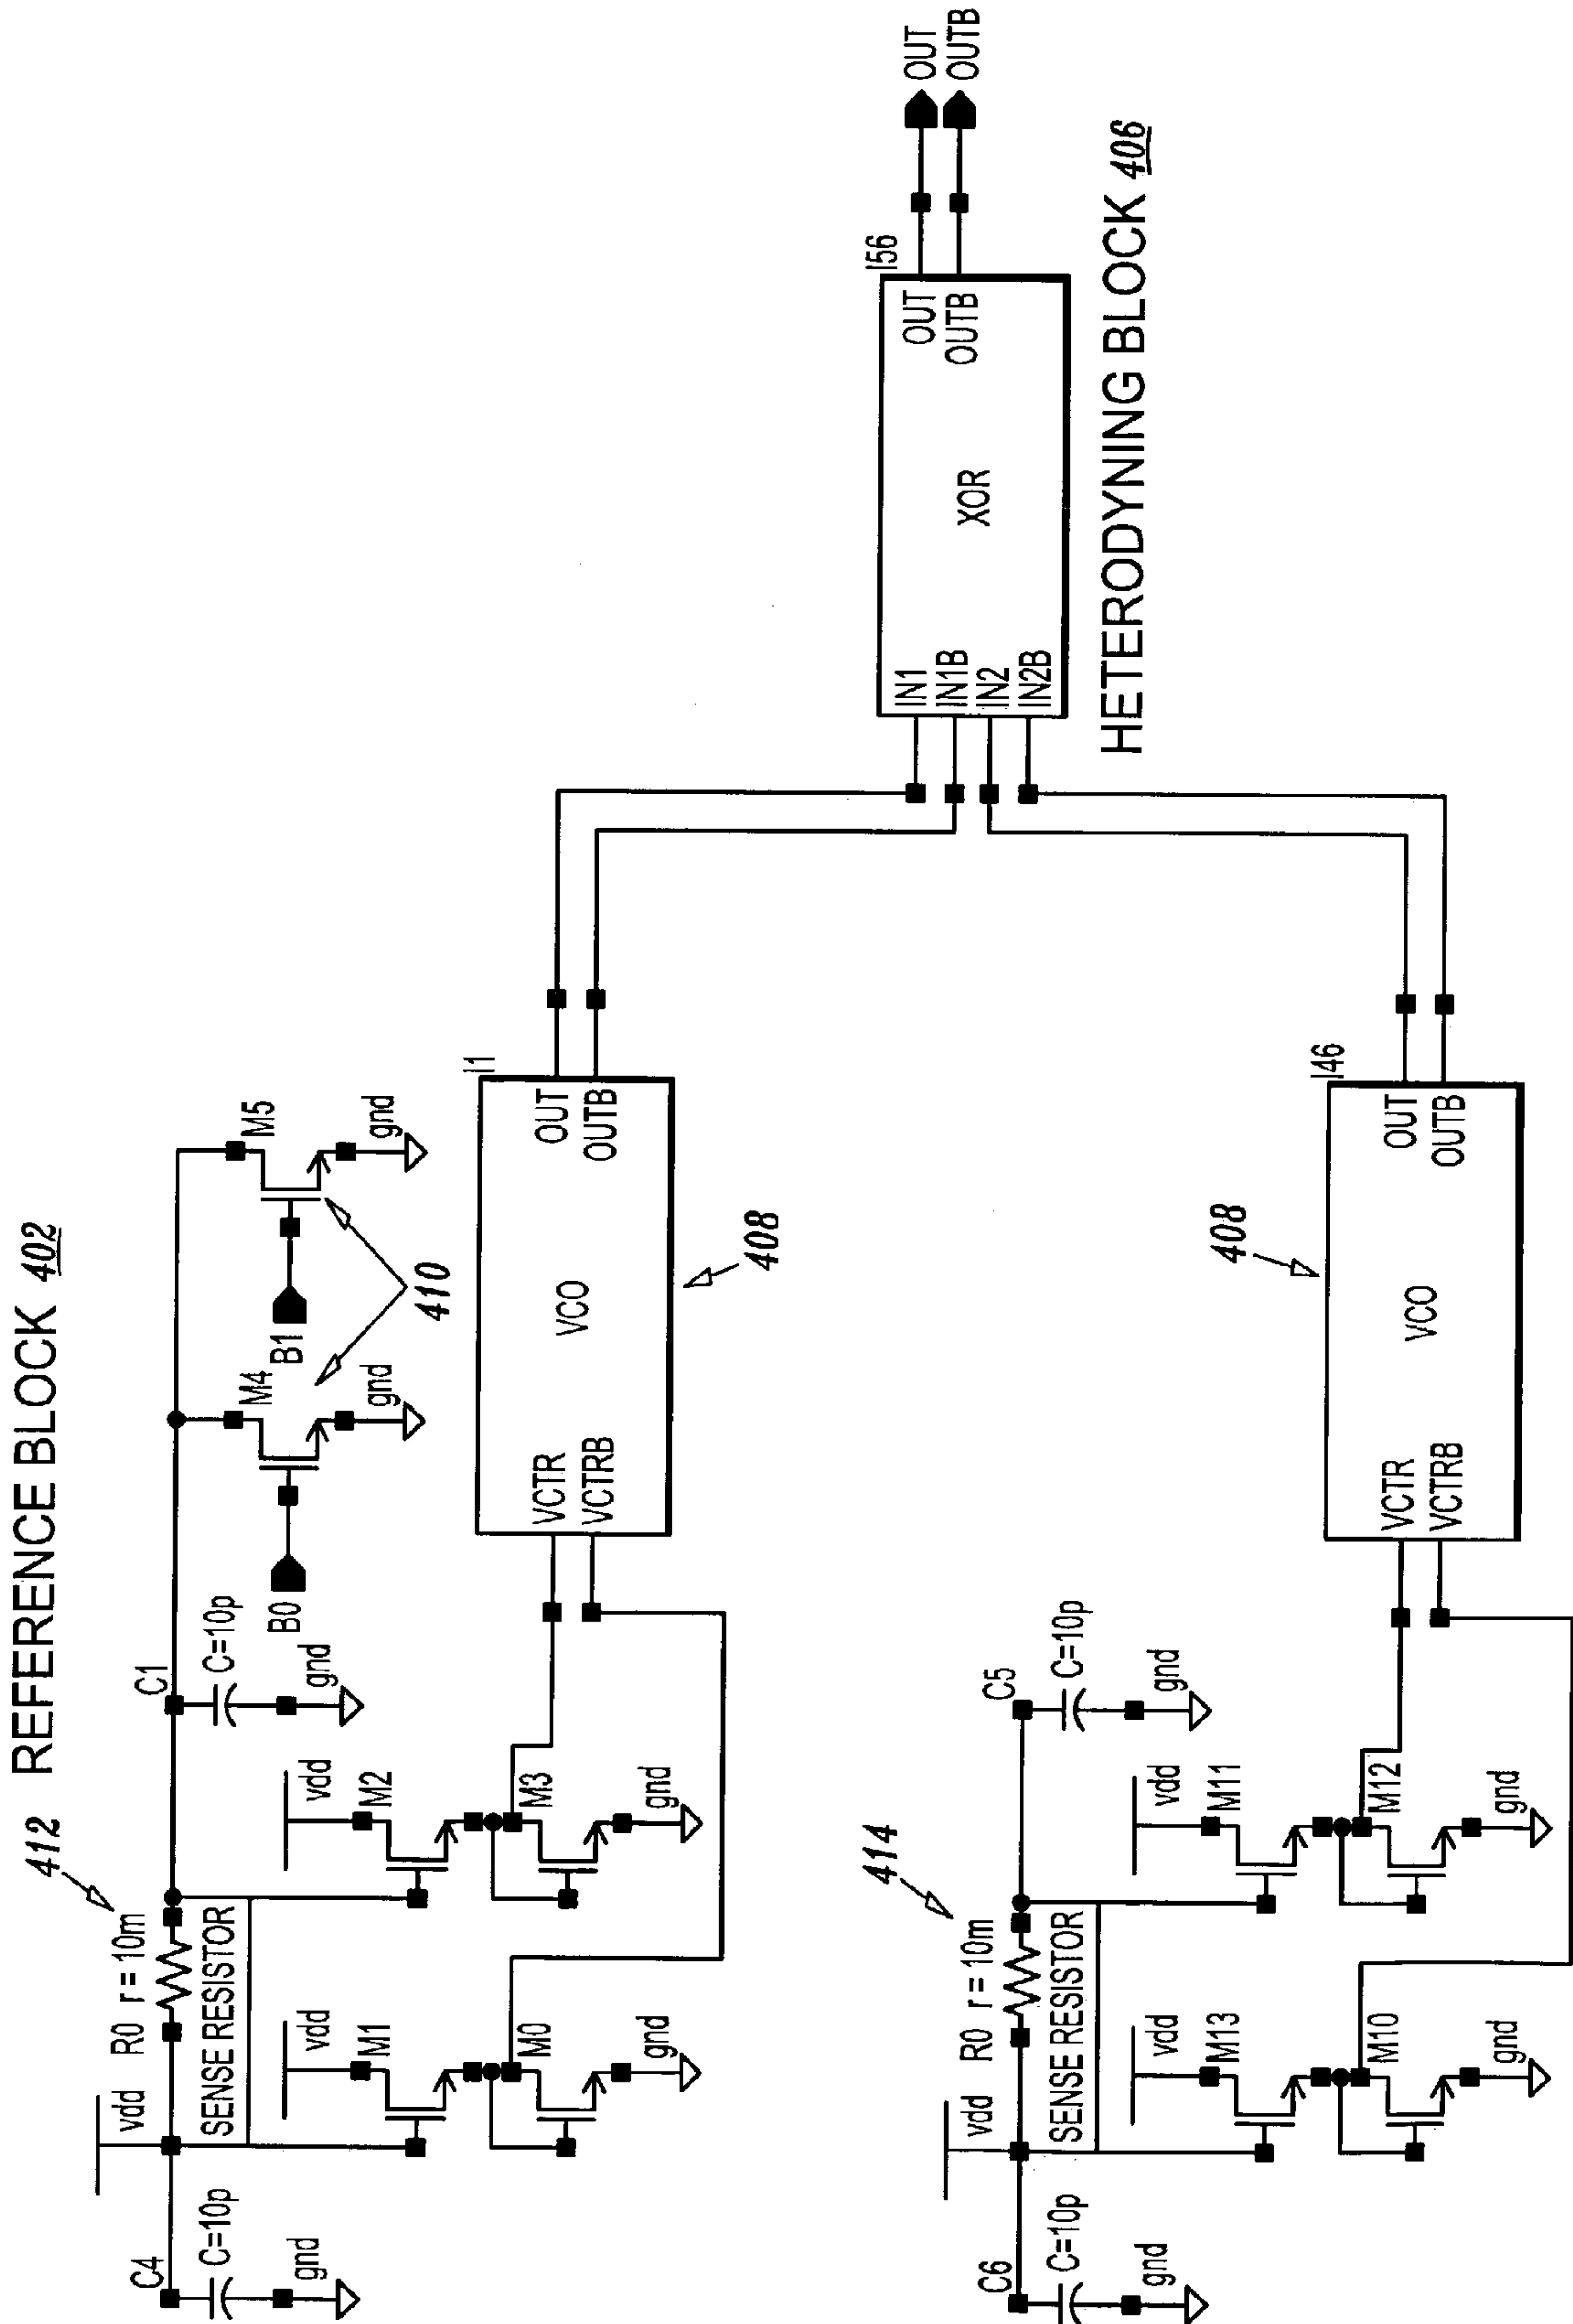 REFERENCE BLOCK 402
412
C4
C=10p
gnd
vdd
R0 r = 10m
SENSE RESISTOR
C1
C=10p
gnd
vdd
M1
M0
gnd
vdd
M2
M3
gnd
B0
M4
gnd
B1
M5
gnd
410
I1
VCTR
VCTRB
VCO
OUT
OUTB
408
IN1
IN1B
IN2
IN2B
XOR
I56
OUT
OUTB
OUT
OUTB
HETERODYNING BLOCK 406
414
C6
C=10p
gnd
vdd
R0 r = 10m
SENSE RESISTOR
C5
C=10p
gnd
vdd
M13
M10
gnd
vdd
M11
M12
gnd
408
I46
VCTR
VCTRB
VCO
OUT
OUTB